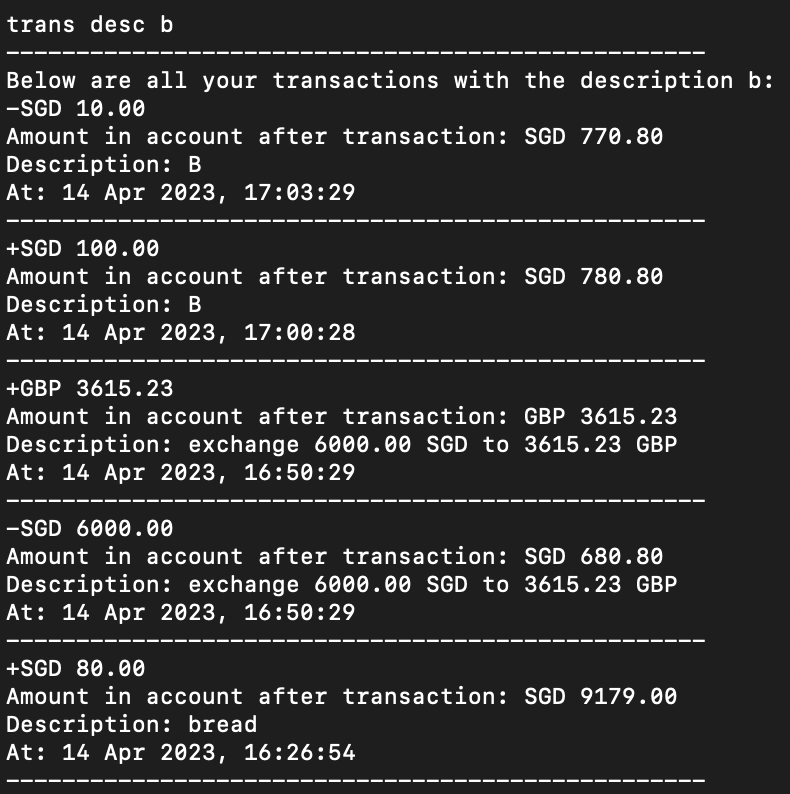 trans desc b
--------------------------------------------------
Below are all your transactions with the description b:
-SGD 10.00
Amount in account after transaction: SGD 770.80
Description: B
At: 14 Apr 2023, 17:03:29
--------------------------------------------------
+SGD 100.00
Amount in account after transaction: SGD 780.80
Description: B
At: 14 Apr 2023, 17:00:28
--------------------------------------------------
+GBP 3615.23
Amount in account after transaction: GBP 3615.23
Description: exchange 6000.00 SGD to 3615.23 GBP
At: 14 Apr 2023, 16:50:29
--------------------------------------------------
-SGD 6000.00
Amount in account after transaction: SGD 680.80
Description: exchange 6000.00 SGD to 3615.23 GBP
At: 14 Apr 2023, 16:50:29
--------------------------------------------------
+SGD 80.00
Amount in account after transaction: SGD 9179.00
Description: bread
At: 14 Apr 2023, 16:26:54
--------------------------------------------------